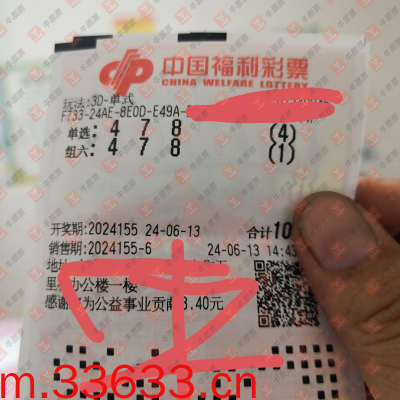 中国福利彩票
CHINA WELFARE LOTTERY
玩法:3D-单式
F733-24AE-8E0D-E49A-
单选: 4 7 8 (4)
组六: 4 7 8 (1)
开奖期:2024155 24-06-13 合计10
销售期:2024155-6 24-06-13 14:43
地址
里 办公楼一楼
感谢 为公益事业贡献3.40元
m.33633.cn